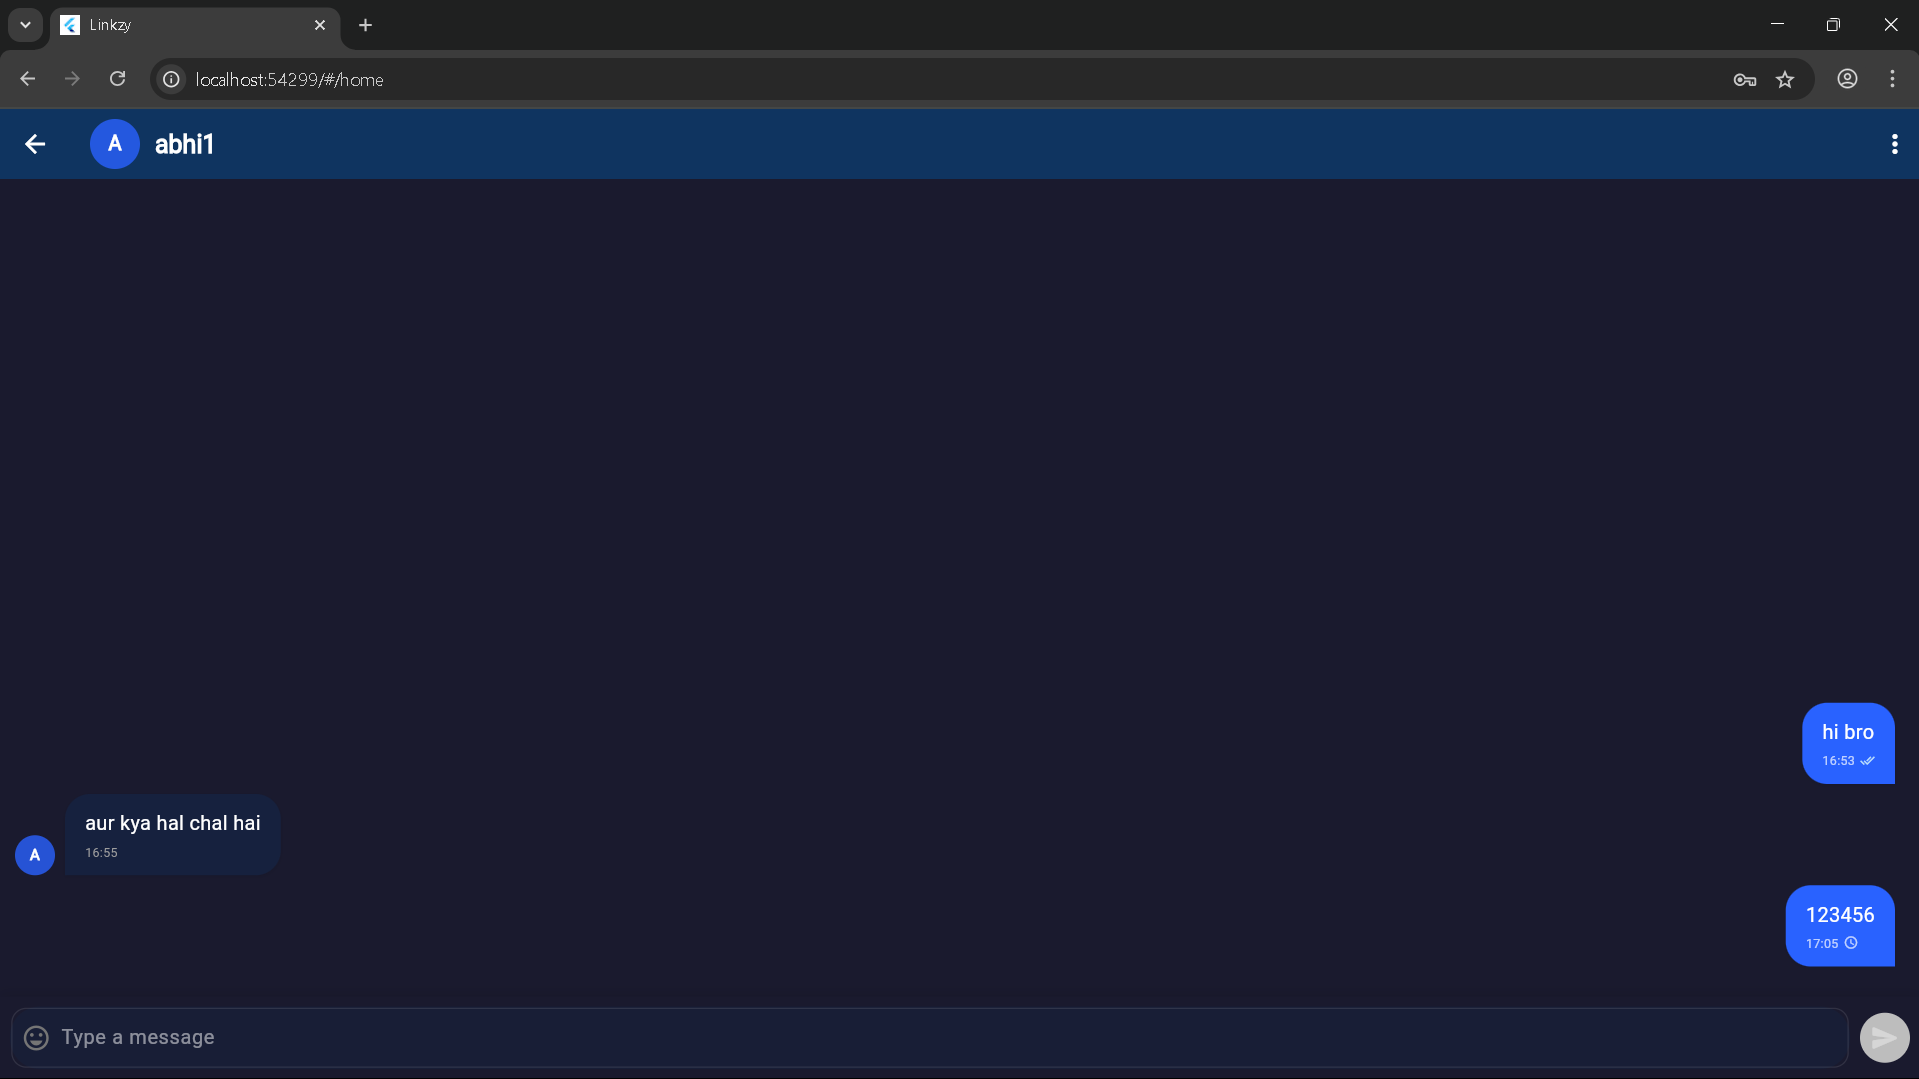 Linkzy
localhost:54299/#/home
A
abhi1
hi bro
16:53
aur kya hal chal hai
16:55
A
123456
17:05
Type a message